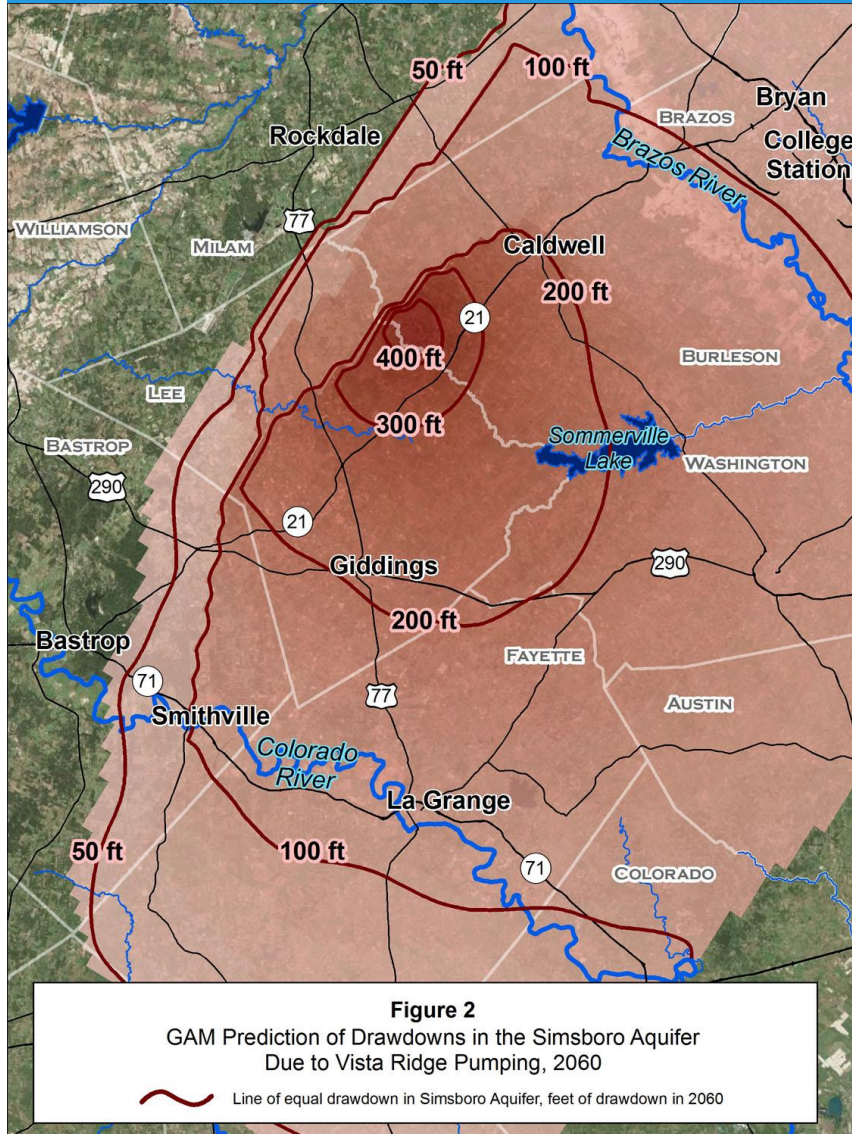 50 ft
100 ft
Bryan
BRAZOS
College
Station
Rockdale
Brazos River
77
WILLIAMSON
MILAM
Caldwell
200 ft
21
400 ft
BURLESON
LEE
300 ft
BASTROP
Sommerville
Lake
WASHINGTON
290
21
Giddings
290
200 ft
Bastrop
FAYETTE
71
77
AUSTIN
Smithville
Colorado
River
La Grange
50 ft
100 ft
71
COLORADO
Figure 2
GAM Prediction of Drawdowns in the Simsboro Aquifer
Due to Vista Ridge Pumping, 2060
Line of equal drawdown in Simsboro Aquifer, feet of drawdown in 2060